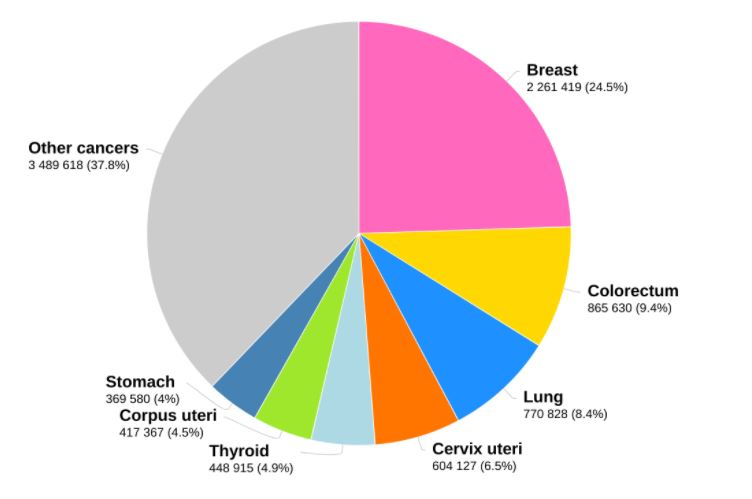 Breast
2 261 419 (24.5%)
Other cancers
3 489 618 (37.8%)
Colorectum
865 630 (9.4%)
Stomach
369 580 (4%)
Lung
770 828 (8.4%)
Corpus uteri
417 367 (4.5%)
Thyroid
448 915 (4.9%)
Cervix uteri
604 127 (6.5%)